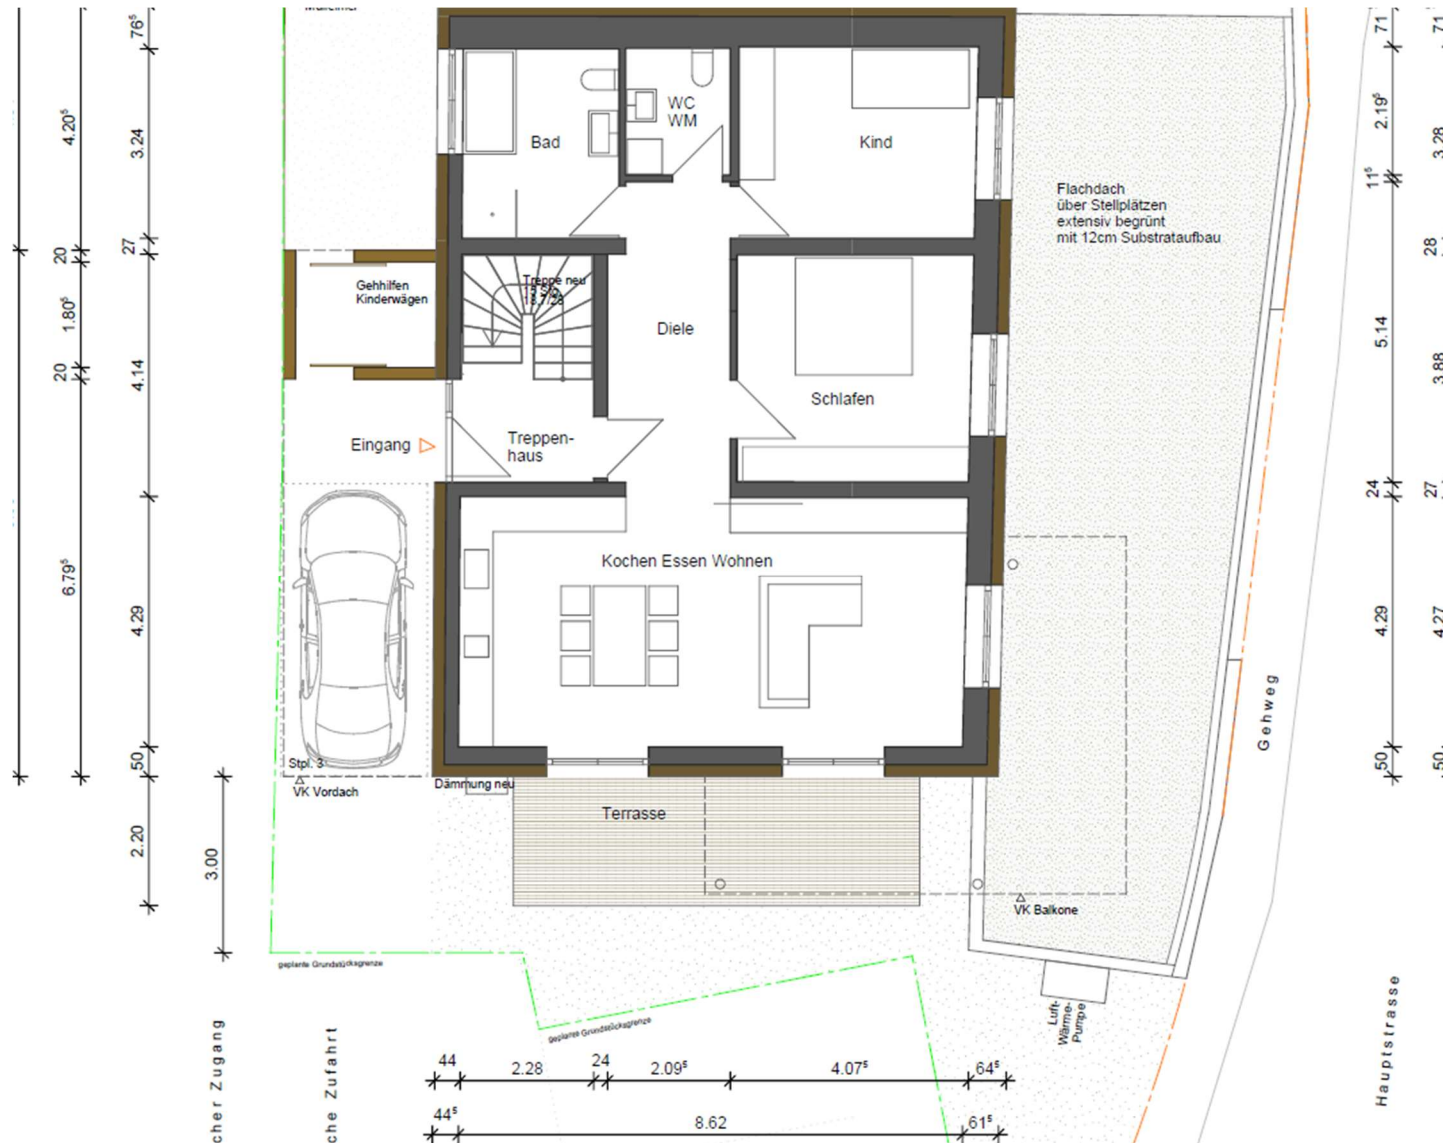 76⁵
4.20⁵
3.24
27
20
1.80⁵
20
4.14
6.79⁵
4.29
50
2.20
3.00
Bad
WC
WM
Kind
Flachdach
über Stellplätzen
extensiv begrünt
mit 12cm Substrataufbau
Gehhilfen
Kinderwägen
Treppe neu
Diele
Schlafen
Eingang
Treppen-
haus
Kochen Essen Wohnen
Stpl. 3
VK Vordach
Dämmung neu
Terrasse
VK Balkone
geplante Grundstücksgrenze
geplante Grundstücksgrenze
Luft-
Wärme-
Pumpe
Gehweg
Hauptstrasse
cher Zugang
che Zufahrt
71
2.19⁵
11⁵
5.14
24
4.29
50
71
3.28
28
3.88
27
4.27
50
44
2.28
24
2.09⁵
4.07⁵
64⁵
44⁵
8.62
61⁵